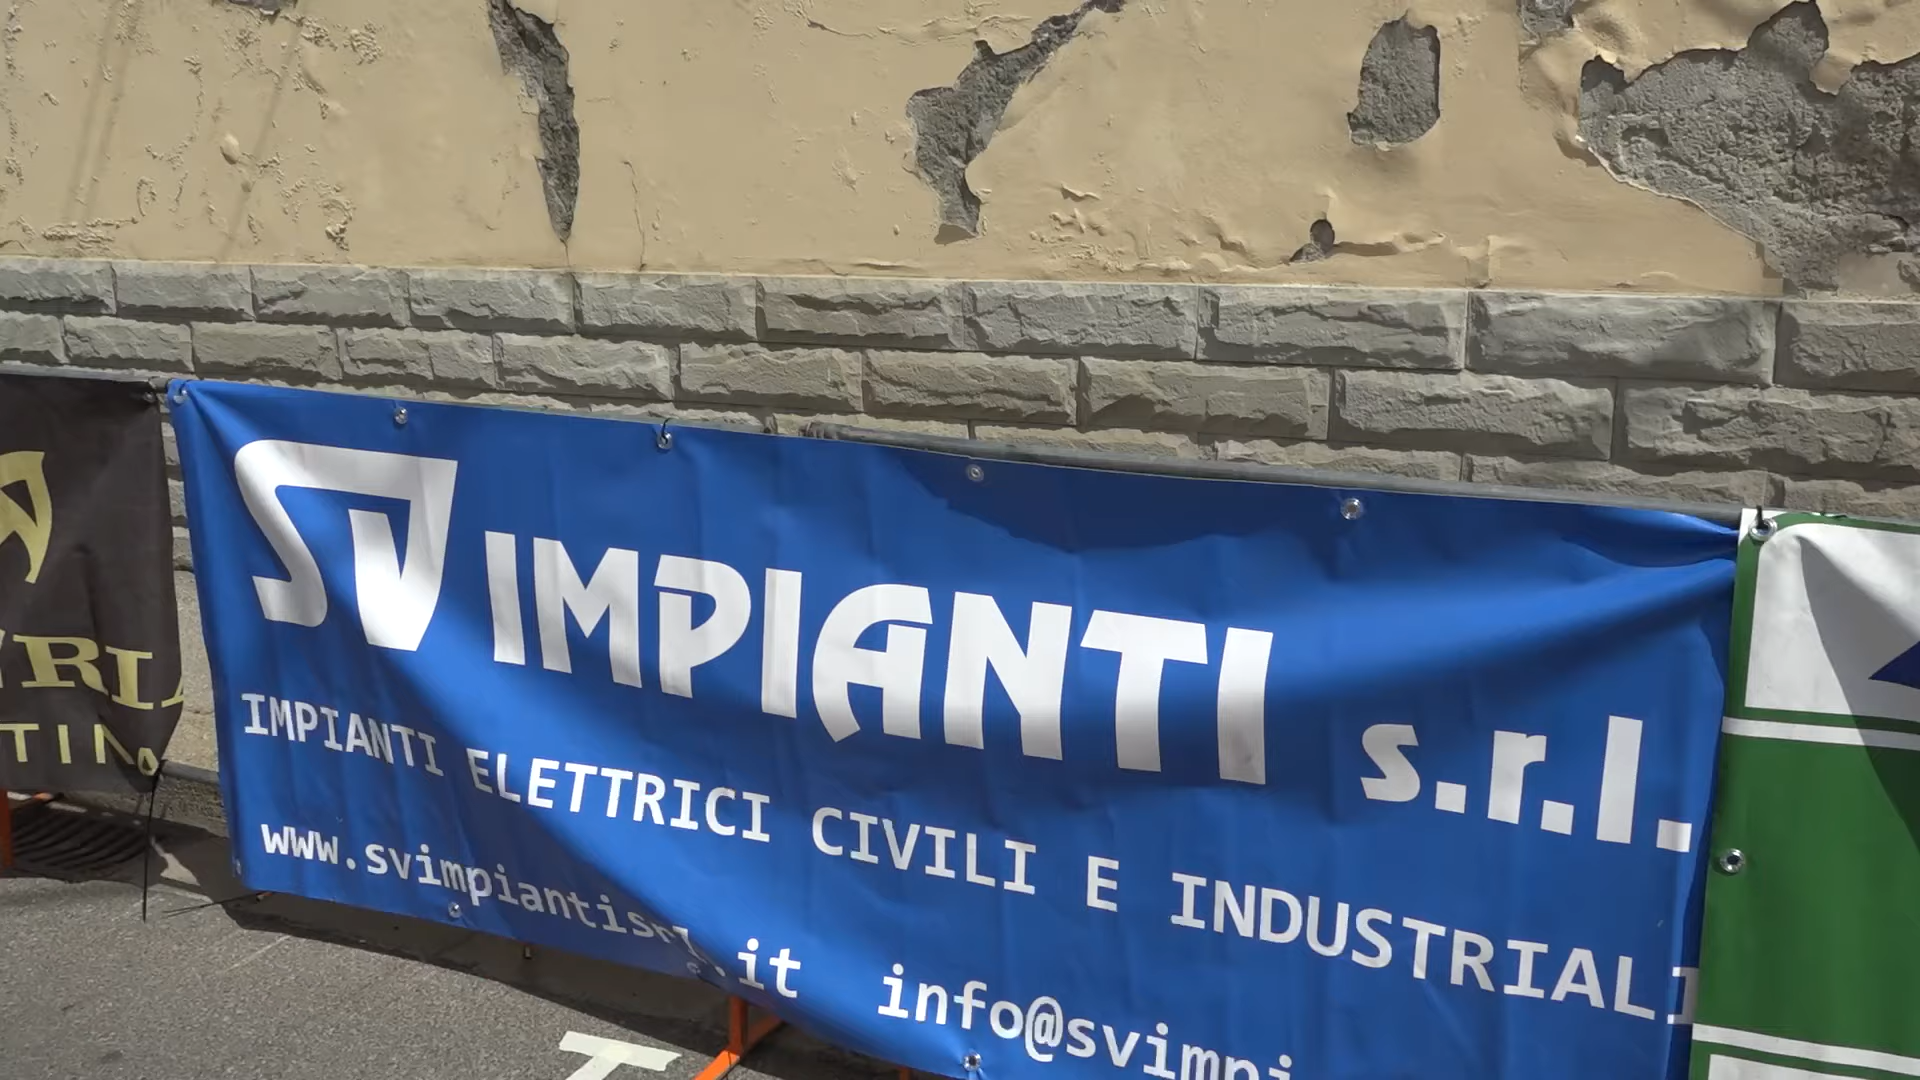 SV IMPIANTI s.r.l.
IMPIANTI ELETTRICI CIVILI E INDUSTRIALI
www.svimpiantisrl.it info@svimpi